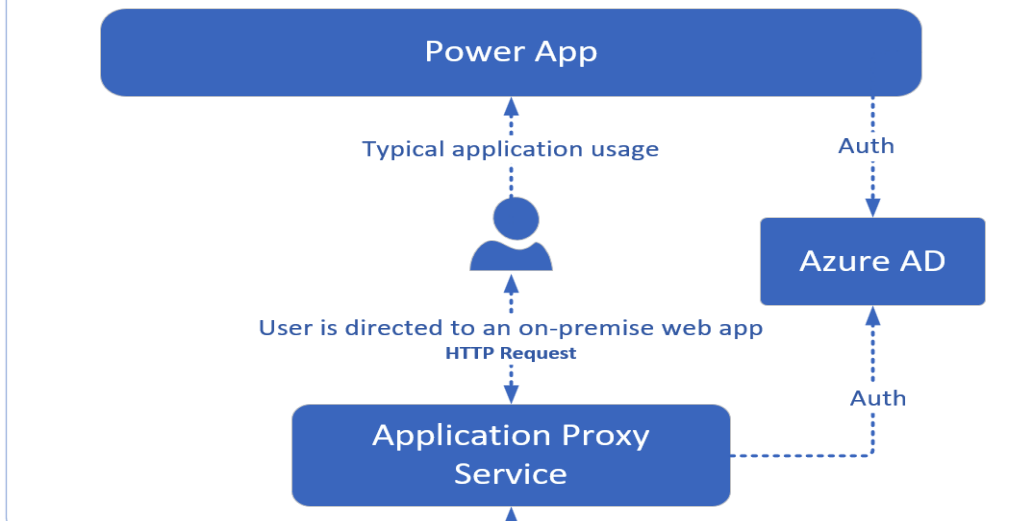 Power App
Typical application usage
Auth
Azure AD
User is directed to an on-premise web app
HTTP Request
Auth
Application Proxy
Service